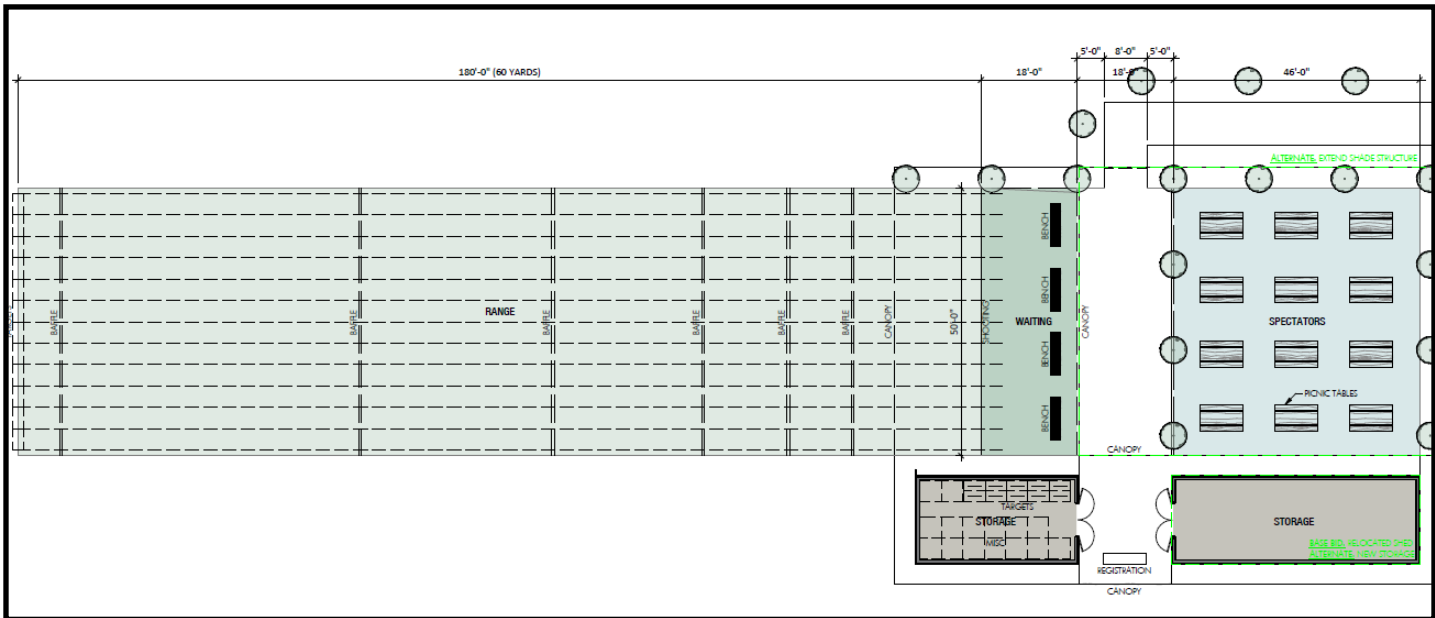 5'-0"
8'-0"
5'-0"
180'-0" (60 YARDS)
18'-0"
18'-0"
46'-0"
ALTERNATE: EXTEND SHADE STRUCTURE
BAFFLE
BAFFLE
BAFFLE
BAFFLE
BAFFLE
BAFFLE
RANGE
CANOPY
50'-0"
SHOOTING
WAITING
BENCH
BENCH
BENCH
BENCH
CANOPY
SPECTATORS
PICNIC TABLES
CANOPY
TARGETS
STORAGE
MISC
STORAGE
BASE BID: RELOCATED SHED
ALTERNATE: NEW STORAGE
REGISTRATION
CANOPY